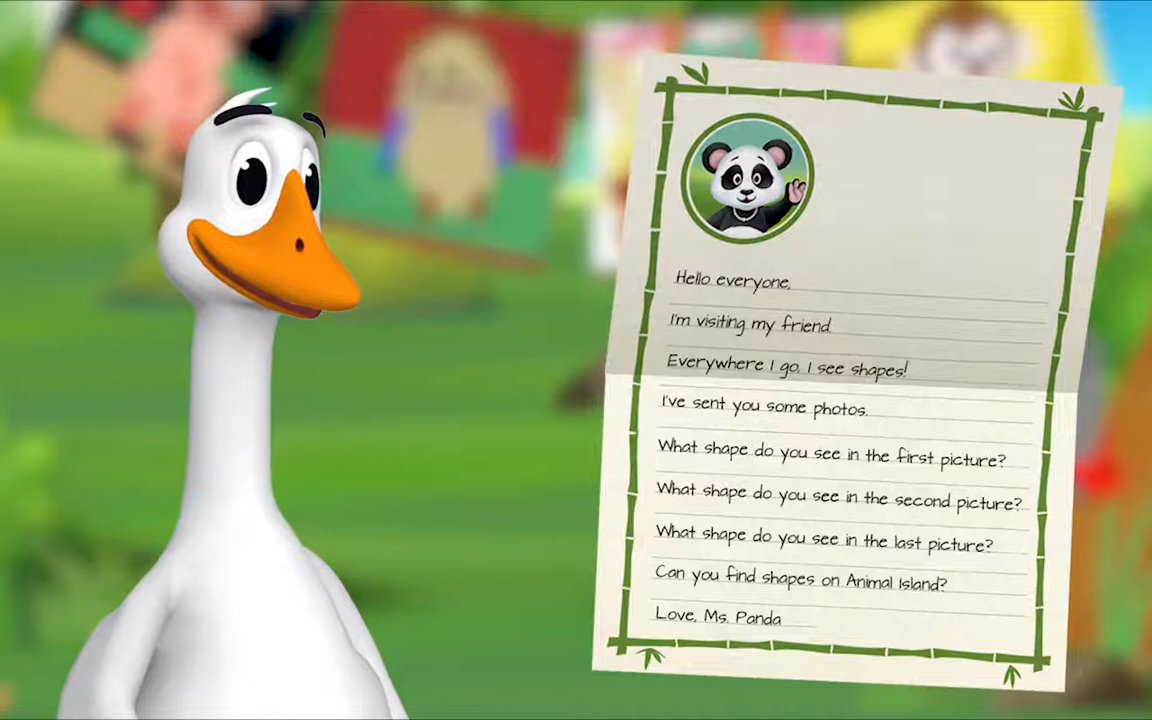 Hello everyone,
I'm visiting my friend.
Everywhere I go, I see shapes!
I've sent you some photos.
What shape do you see in the first picture?
What shape do you see in the second picture?
What shape do you see in the last picture?
Can you find shapes on Animal Island?
Love, Ms. Panda